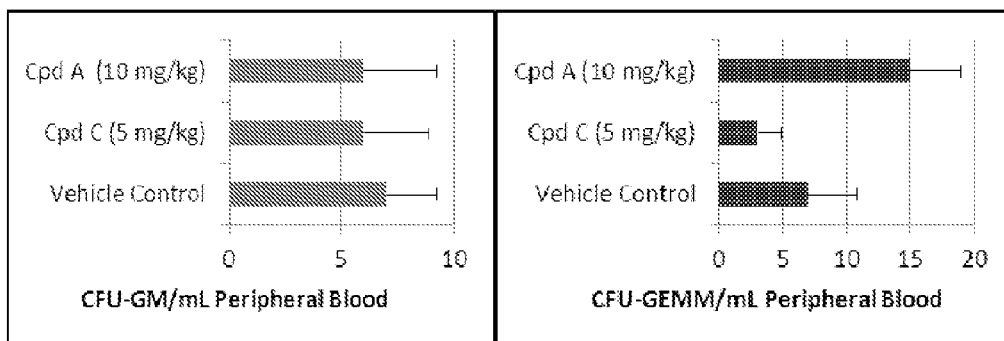 Cpd A (10 mg/kg)
Cpd C (5 mg/kg)
Vehicle Control
0 5 10
CFU-GM/mL Peripheral Blood
Cpd A (10 mg/kg)
Cpd C (5 mg/kg)
Vehicle Control
0 5 10 15 20
CFU-GEMM/mL Peripheral Blood